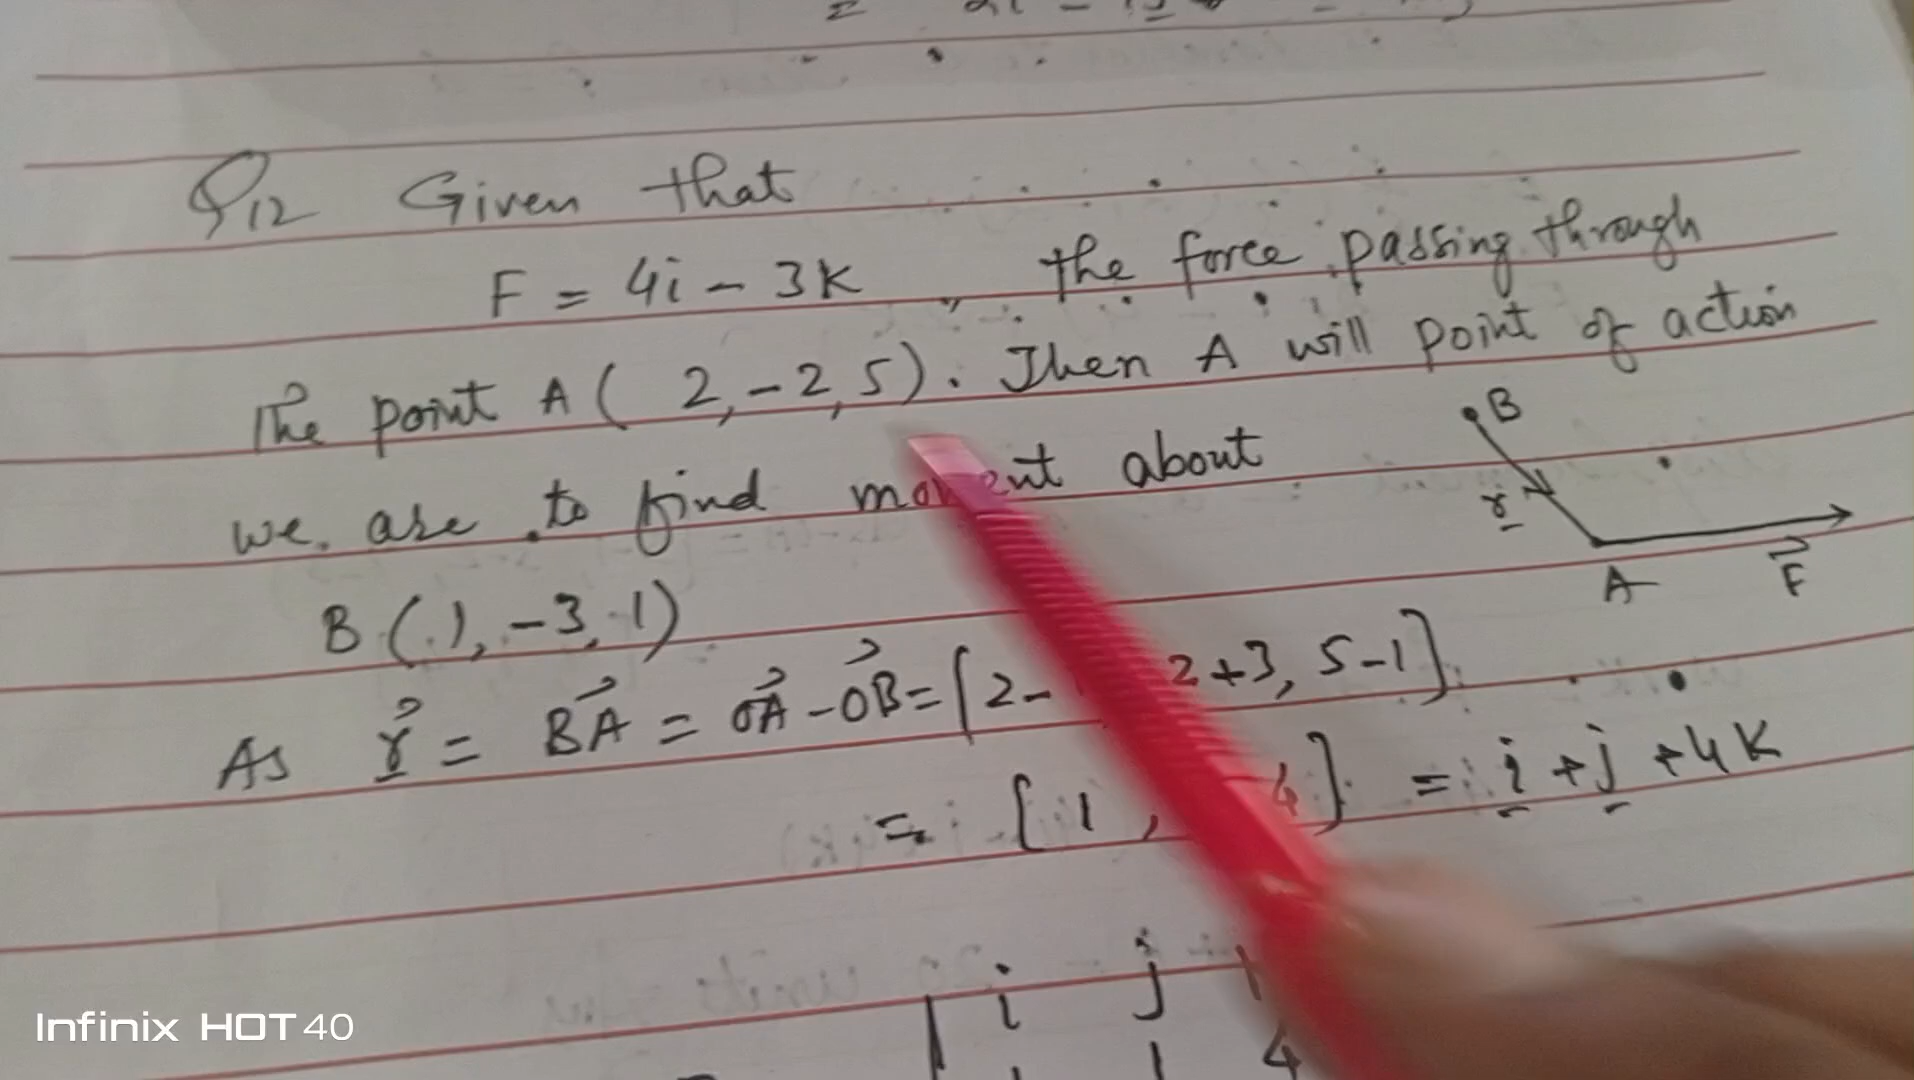 Q12 Given that
F = 4i - 3k , the force passing through
The point A ( 2, -2, 5 ). Then A will point of action
we are to find moment about
B
r
A
F
B ( 1, -3, 1 )
As r = BA = OA - OB = [ 2- 2+3, 5-1 ]
= [ 1 , 4 ] = i + j + 4k
i j
1 4
Infinix HOT 40